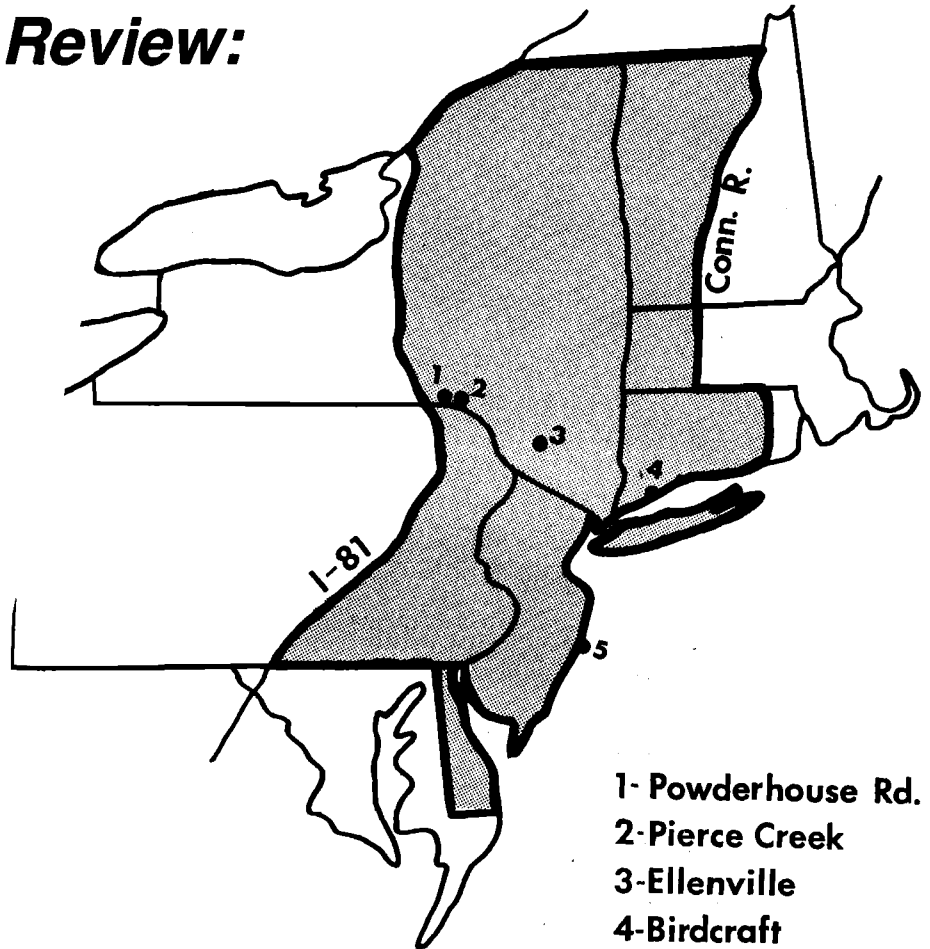 Review:
Conn. R.
1 2
3
4
I-81
5
1- Powderhouse Rd.
2-Pierce Creek
3-Ellenville
4-Birdcraft